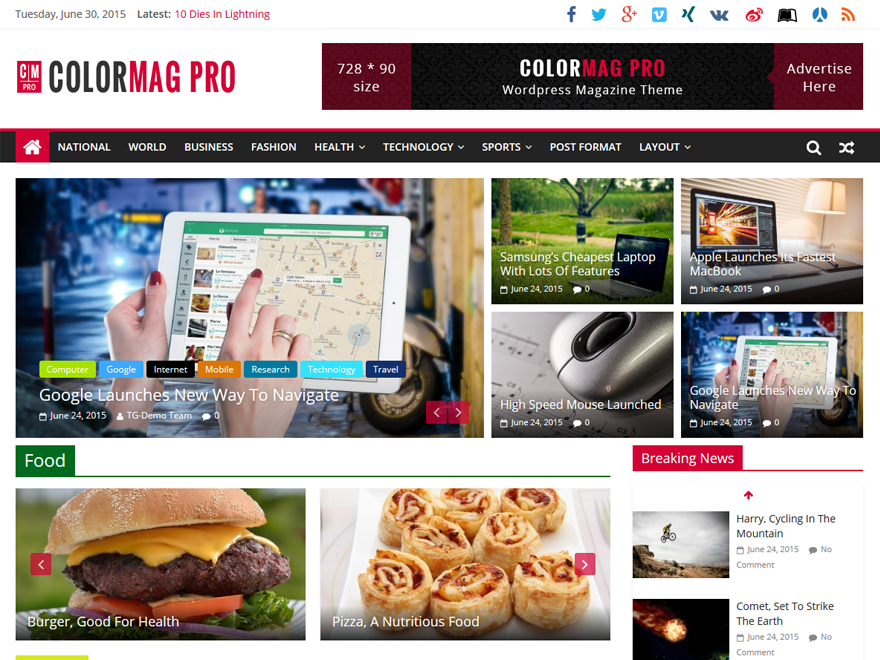 Tuesday, June 30, 2015 Latest: 10 Dies In Lightning
CM
PRO
COLORMAG PRO
728 * 90
size
COLORMAG PRO
Wordpress Magazine Theme
Advertise
Here
NATIONAL WORLD BUSINESS FASHION HEALTH TECHNOLOGY SPORTS POST FORMAT LAYOUT
Computer Google Internet Mobile Research Technology Travel
Google Launches New Way To Navigate
June 24, 2015 TG-Demo Team 0
Samsung's Cheapest Laptop
With Lots Of Features
June 24, 2015 0
Apple Launches Its Fastest
MacBook
June 24, 2015 0
High Speed Mouse Launched
June 24, 2015 0
Google Launches New Way To
Navigate
June 24, 2015 0
Food
Burger, Good For Health
Pizza, A Nutritious Food
Breaking News
Harry, Cycling In The
Mountain
June 24, 2015 No
Comment
Comet, Set To Strike
The Earth
June 24, 2015 No
Comment